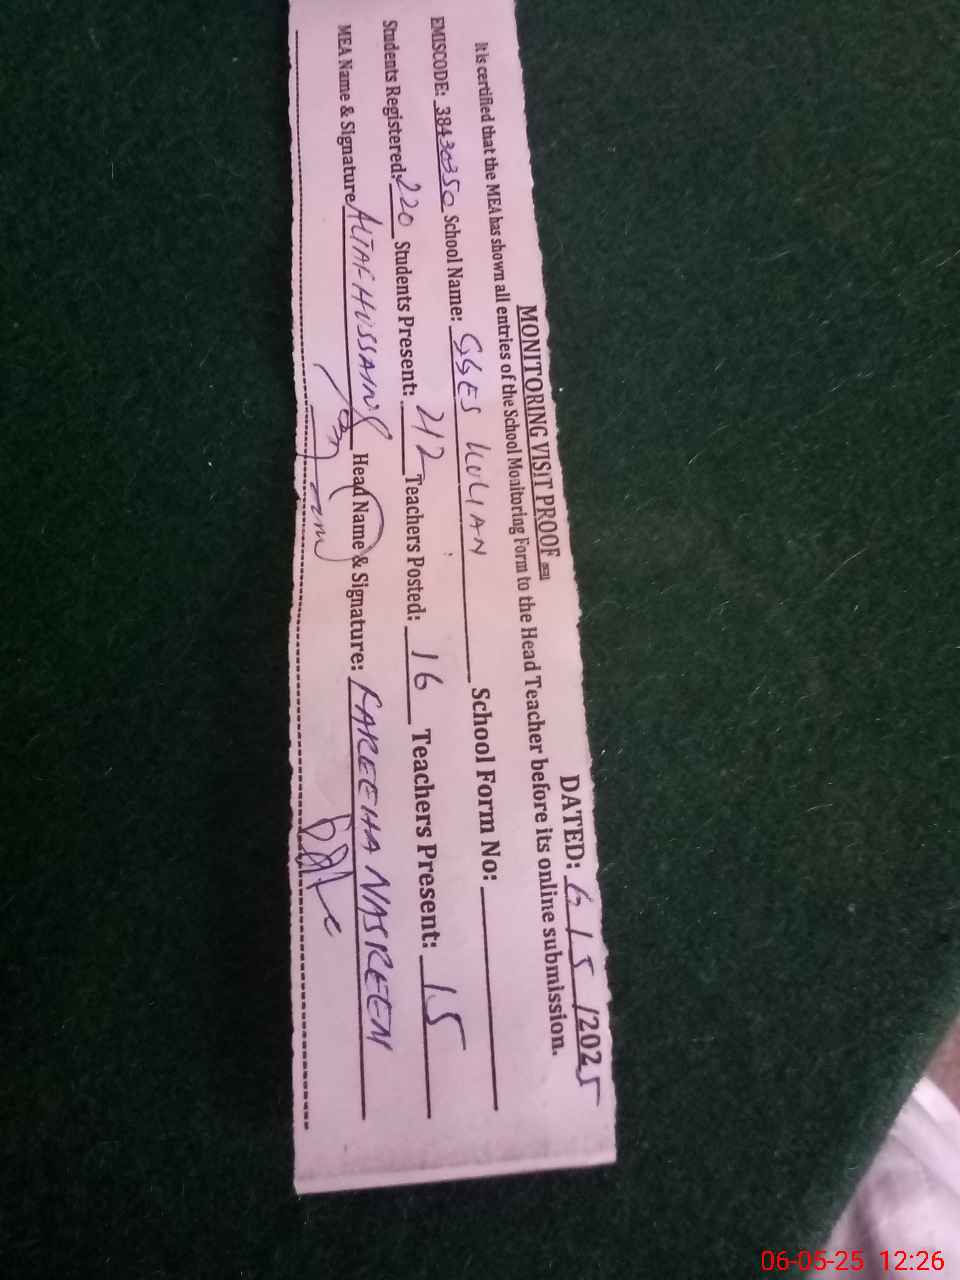 MONITORING VISIT PROOF
DATED: 6/5/2025
It is certified that the MEA has shown all entries of the School Monitoring Form to the Head Teacher before its online submission.
EMISCODE: 38430350 School Name: GGES KULIAN School Form No:
Students Registered: 220 Students Present: 212 Teachers Posted: 16 Teachers Present: 15
MEA Name & Signature ALTAF HUSSAIN Head Name & Signature: FAREEHA NASREEN
06-05-25 12:26